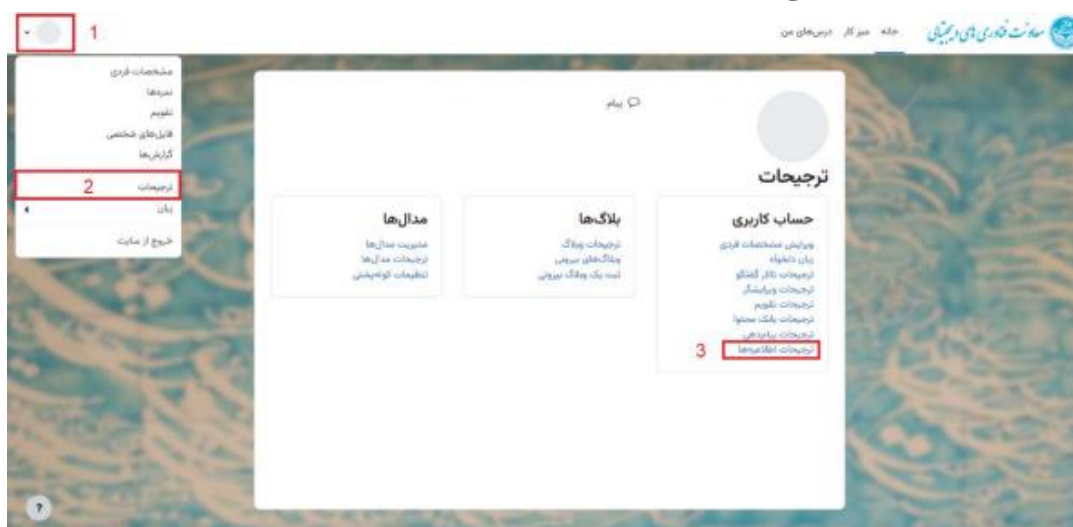 معاونت فناوری های دیجیتالی
خانه میز کار درس‌های من
1
مشخصات فردی
نمره‌ها
تقویم
فایل‌های شخصی
گزارش‌ها
ترجیحات
2
زبان
خروج از سایت
پیام
ترجیحات
حساب کاربری
ویرایش مشخصات فردی
زبان دلخواه
ترجیحات تالار گفتگو
ترجیحات ویرایشگر
ترجیحات تقویم
ترجیحات بانک محتوا
ترجیحات پیام‌دهی
ترجیحات اطلاعیه‌ها
3
بلاگ‌ها
ترجیحات وبلاگ
وبلاگ‌های بیرونی
ثبت یک وبلاگ بیرونی
مدال‌ها
مدیریت مدال‌ها
ترجیحات مدال‌ها
تنظیمات کوله‌پشتی
?